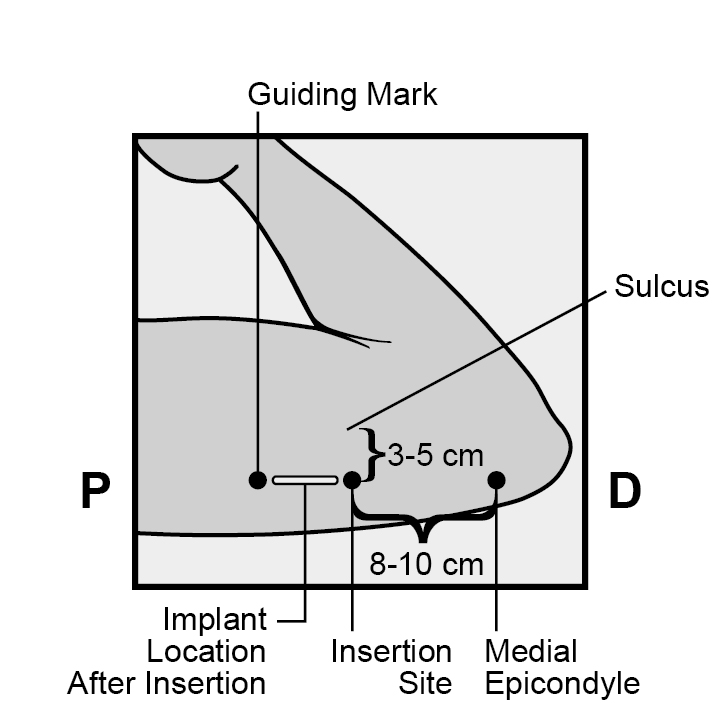 Guiding Mark
Sulcus
3-5 cm
P
D
8-10 cm
Implant
Location
After Insertion
Insertion
Site
Medial
Epicondyle